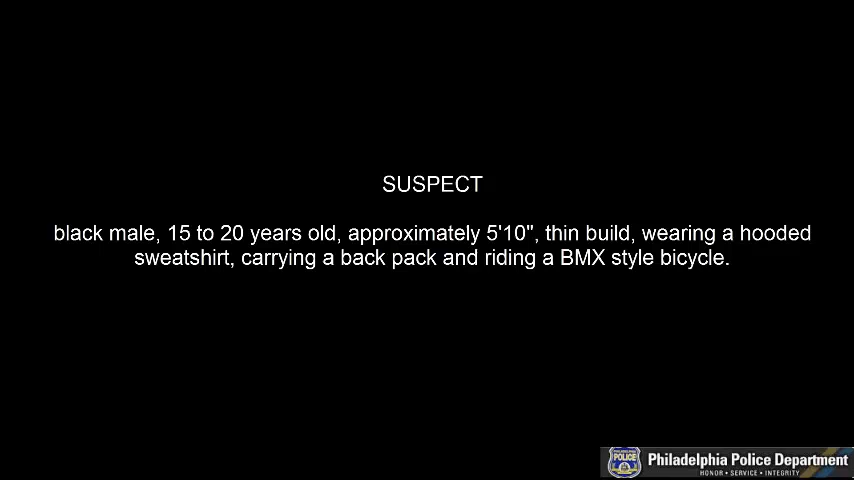 SUSPECT
black male, 15 to 20 years old, approximately 5'10", thin build, wearing a hooded
sweatshirt, carrying a back pack and riding a BMX style bicycle.
POLICE
Philadelphia Police Department
HONOR • SERVICE • INTEGRITY